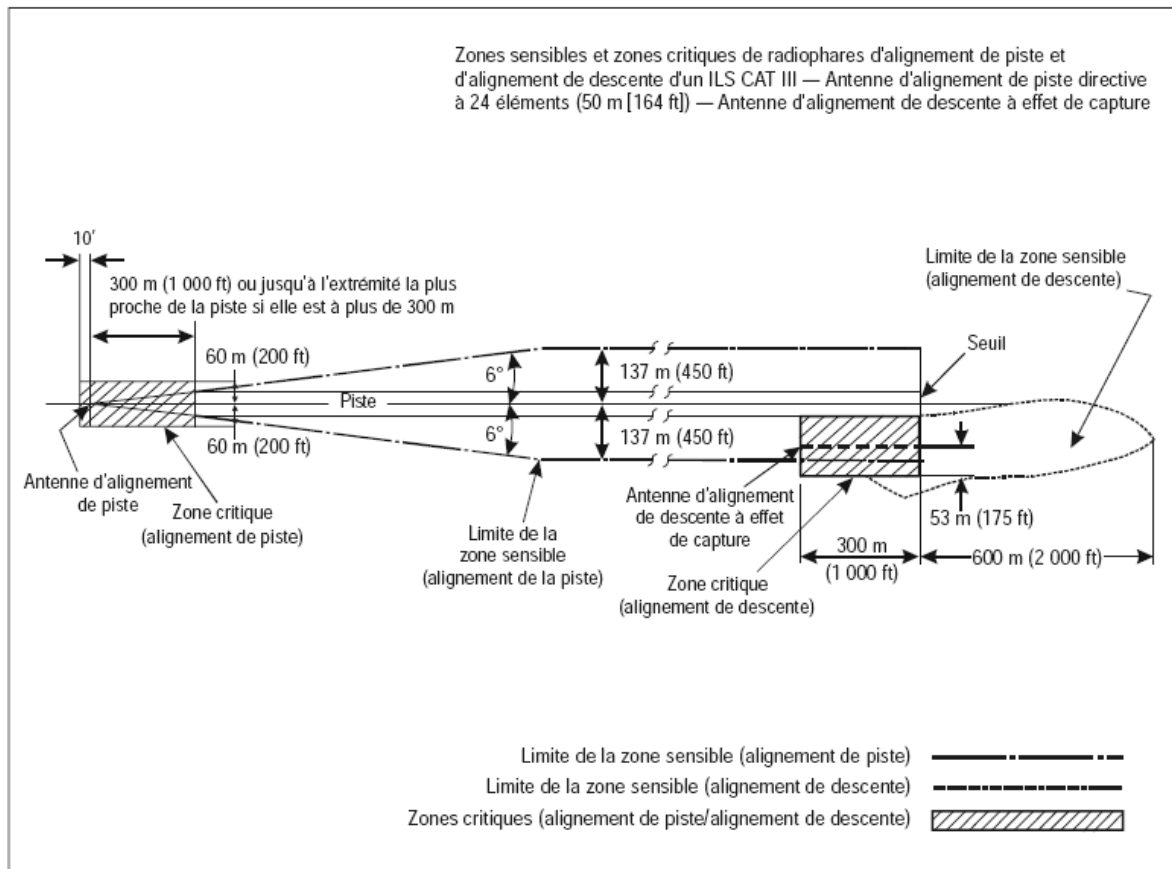 Zones sensibles et zones critiques de radiophares d'alignement de piste et
d'alignement de descente d'un ILS CAT III — Antenne d'alignement de piste directive
à 24 éléments (50 m [164 ft]) — Antenne d'alignement de descente à effet de capture
10'
300 m (1 000 ft) ou jusqu'à l'extrémité la plus
proche de la piste si elle est à plus de 300 m
Limite de la zone sensible
(alignement de descente)
60 m (200 ft)
6°
137 m (450 ft)
Seuil
Piste
60 m (200 ft)
6°
137 m (450 ft)
Antenne d'alignement
de piste
Zone critique
(alignement de piste)
Limite de la
zone sensible
(alignement de la piste)
Antenne d'alignement
de descente à effet
de capture
53 m (175 ft)
300 m
(1 000 ft)
600 m (2 000 ft)
Zone critique
(alignement de descente)
Limite de la zone sensible (alignement de piste)
Limite de la zone sensible (alignement de descente)
Zones critiques (alignement de piste/alignement de descente)